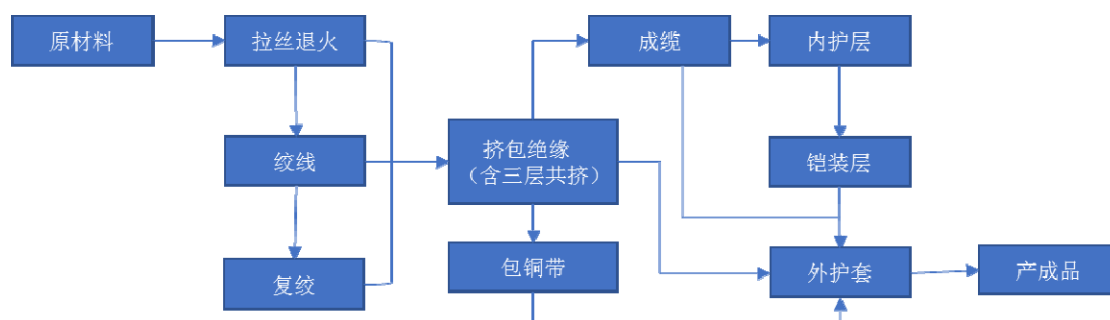 原材料
拉丝退火
成缆
内护层
绞线
挤包绝缘
（含三层共挤）
铠装层
复绞
包铜带
外护套
产成品